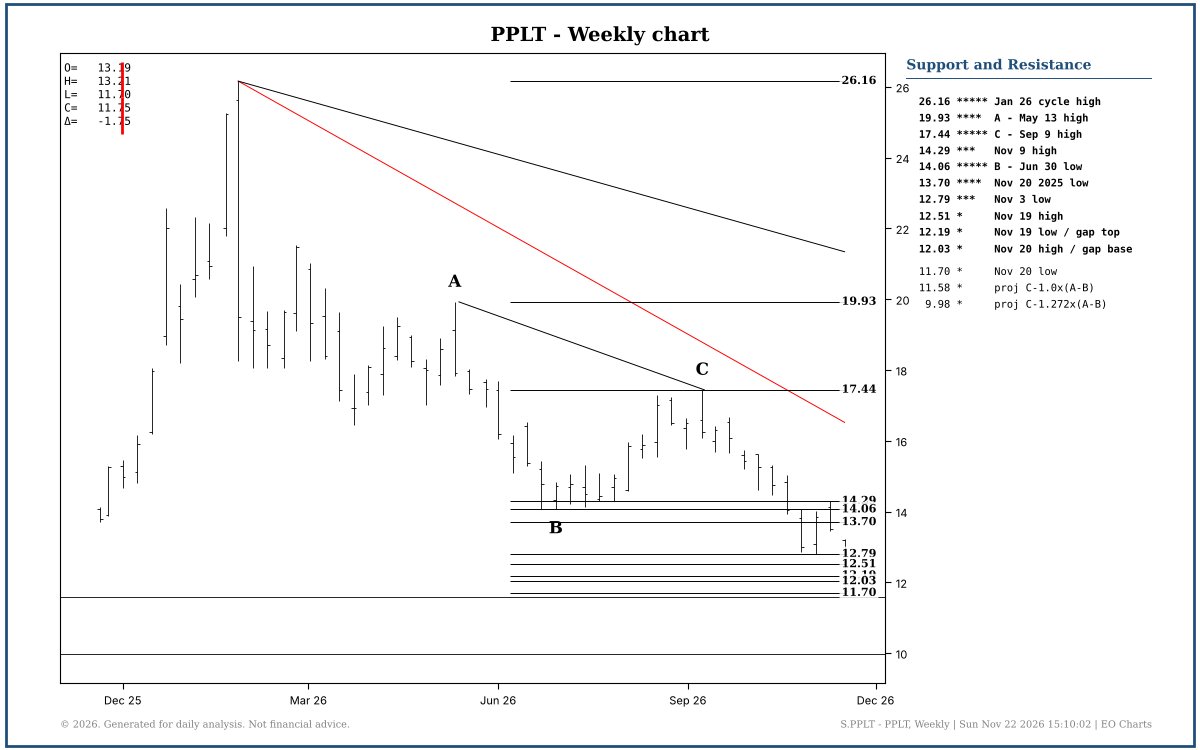 PPLT - Weekly chart
O= 13.19
H= 13.21
L= 11.70
C= 11.75
Δ= -1.75
A
B
C
26.16
19.93
17.44
14.29
14.06
13.70
12.79
12.51
12.19
12.03
11.70
26
24
22
20
18
16
14
12
10
Dec 25
Mar 26
Jun 26
Sep 26
Dec 26
Support and Resistance
26.16 ***** Jan 26 cycle high
19.93 **** A - May 13 high
17.44 ***** C - Sep 9 high
14.29 *** Nov 9 high
14.06 ***** B - Jun 30 low
13.70 **** Nov 20 2025 low
12.79 *** Nov 3 low
12.51 * Nov 19 high
12.19 * Nov 19 low / gap top
12.03 * Nov 20 high / gap base
11.70 * Nov 20 low
11.58 * proj C-1.0x(A-B)
9.98 * proj C-1.272x(A-B)
© 2026. Generated for daily analysis. Not financial advice.
S.PPLT - PPLT, Weekly | Sun Nov 22 2026 15:10:02 | EO Charts